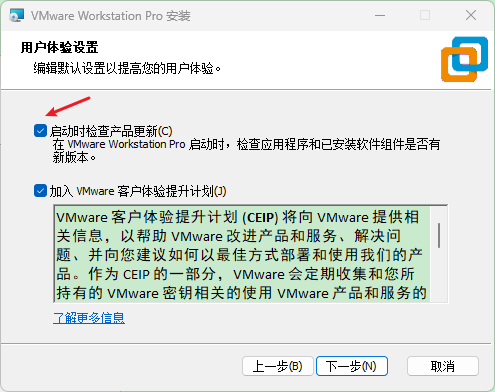 VMware Workstation Pro 安装
用户体验设置
编辑默认设置以提高您的用户体验。
启动时检查产品更新(C)
在 VMware Workstation Pro 启动时，检查应用程序和已安装软件组件是否有
新版本。
加入 VMware 客户体验提升计划(J)
VMware 客户体验提升计划 (CEIP) 将向 VMware 提供相
关信息，以帮助 VMware 改进产品和服务、解决问
题、并向您建议如何以最佳方式部署和使用我们的产
品。作为 CEIP 的一部分，VMware 会定期收集和您所
持有的 VMware 密钥相关的使用 VMware 产品和服务的
了解更多信息
上一步(B)
下一步(N)
取消